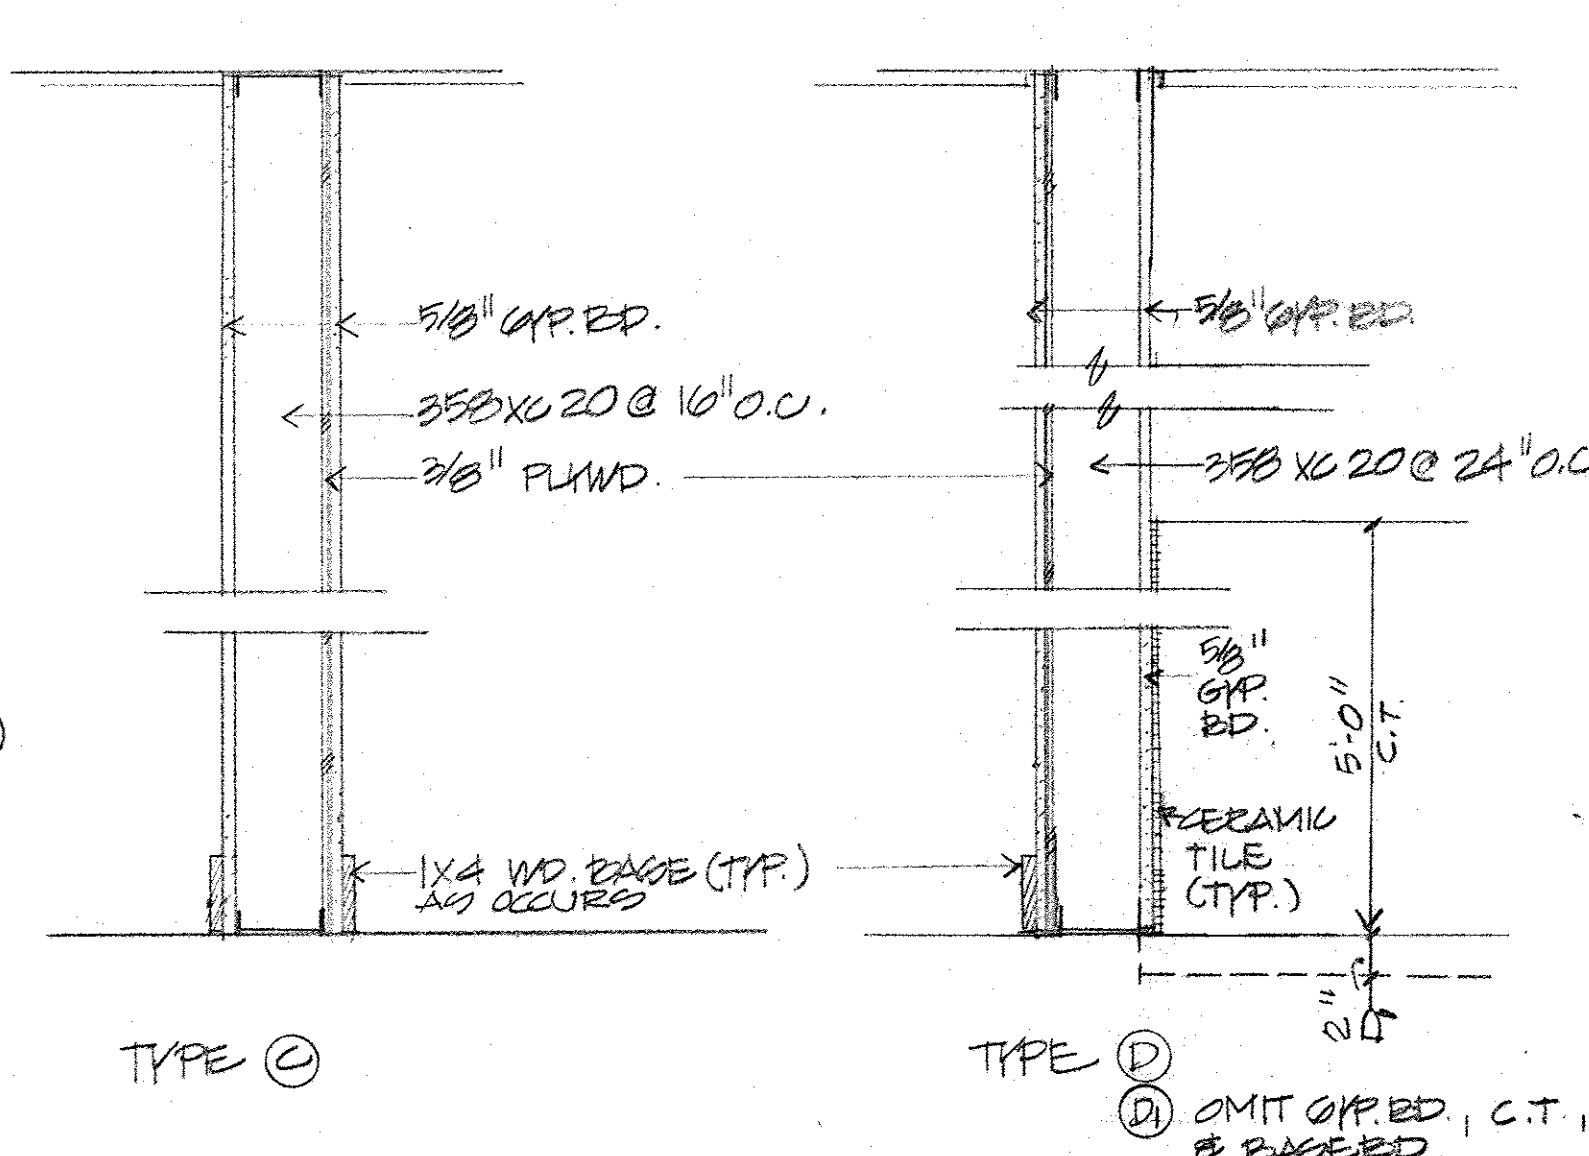 5/8" GYP. BD.
358 XC 20 @ 16" O.C.
3/8" PLYWD.
1X4 WD. BASE (TYP.)
AS OCCURS
TYPE C
5/8" GYP. BD.
358 XC 20 @ 24" O.C
5/8"
GYP.
BD.
5'-0"
C.T.
CERAMIC
TILE
(TYP.)
2"
D1
TYPE D
D1 OMIT GYP. BD., C.T.,
& BASEBD